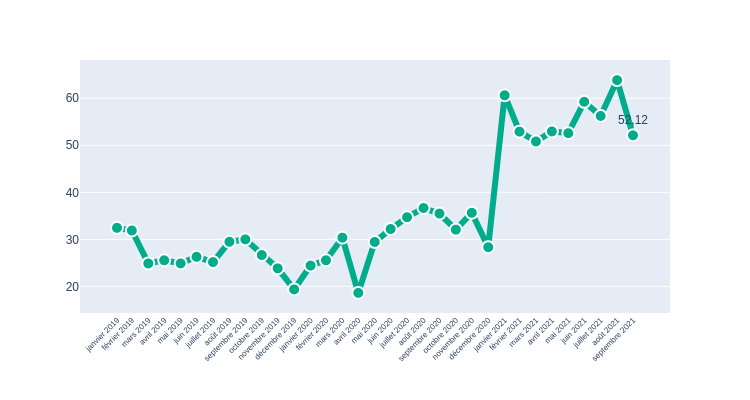 60
50
40
30
20
52.12
janvier 2019
février 2019
mars 2019
avril 2019
mai 2019
juin 2019
juillet 2019
août 2019
septembre 2019
octobre 2019
novembre 2019
décembre 2019
janvier 2020
février 2020
mars 2020
avril 2020
mai 2020
juin 2020
juillet 2020
août 2020
septembre 2020
octobre 2020
novembre 2020
décembre 2020
janvier 2021
février 2021
mars 2021
avril 2021
mai 2021
juin 2021
juillet 2021
août 2021
septembre 2021